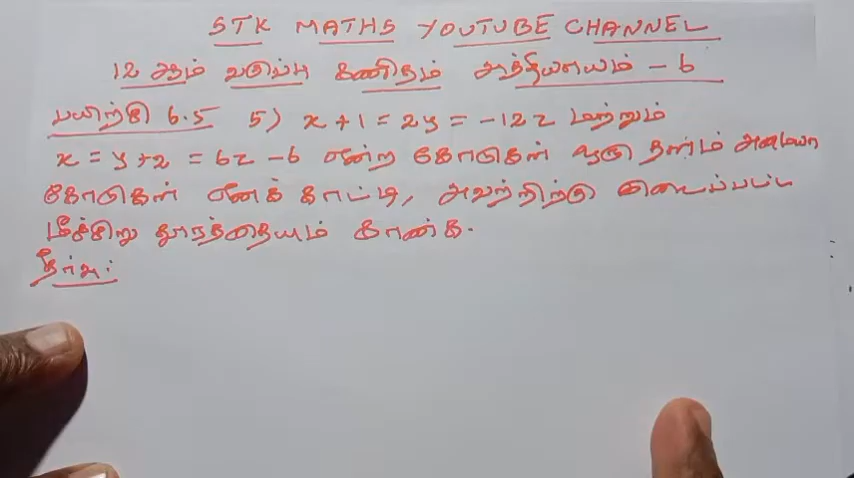 STK MATHS YOUTUBE CHANNEL
12 ஆம் வகுப்பு கணிதம் அத்தியாயம் - 6
பயிற்சி 6.5 5) x + 1 = 2y = -12z மற்றும்
x = y + 2 = 6z - 6 என்ற கோடுகள் ஒரு தளம் அமையா
கோடுகள் எனக் காட்டி, அவற்றிற்கு இடைப்பட்ட
மீச்சிறு தூரத்தையும் காண்க.
தீர்வு: